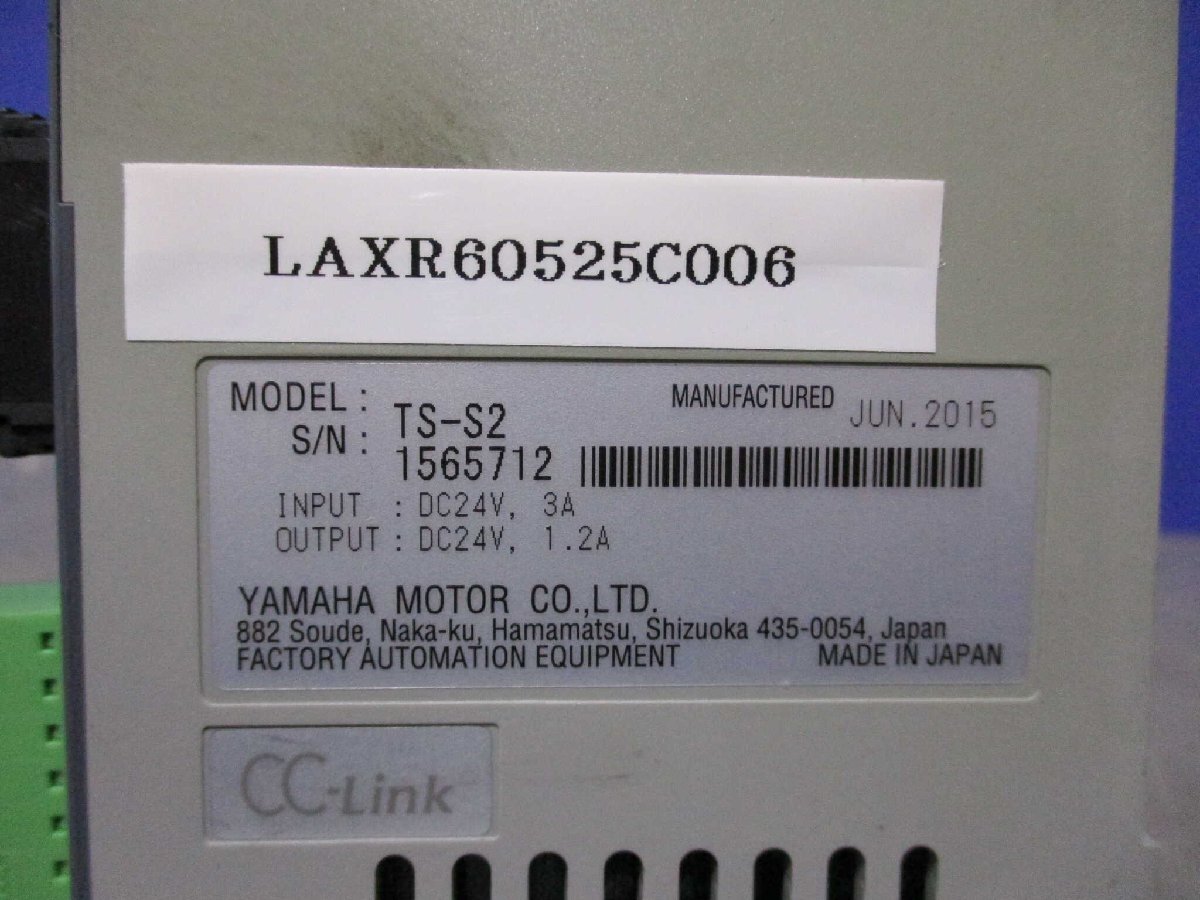 LAXR60525C006
MODEL : TS-S2
MANUFACTURED JUN.2015
S/N : 1565712
INPUT : DC24V, 3A
OUTPUT : DC24V, 1.2A
YAMAHA MOTOR CO.,LTD.
882 Soude, Naka-ku, Hamamatsu, Shizuoka 435-0054, Japan
FACTORY AUTOMATION EQUIPMENT MADE IN JAPAN
CC-Link